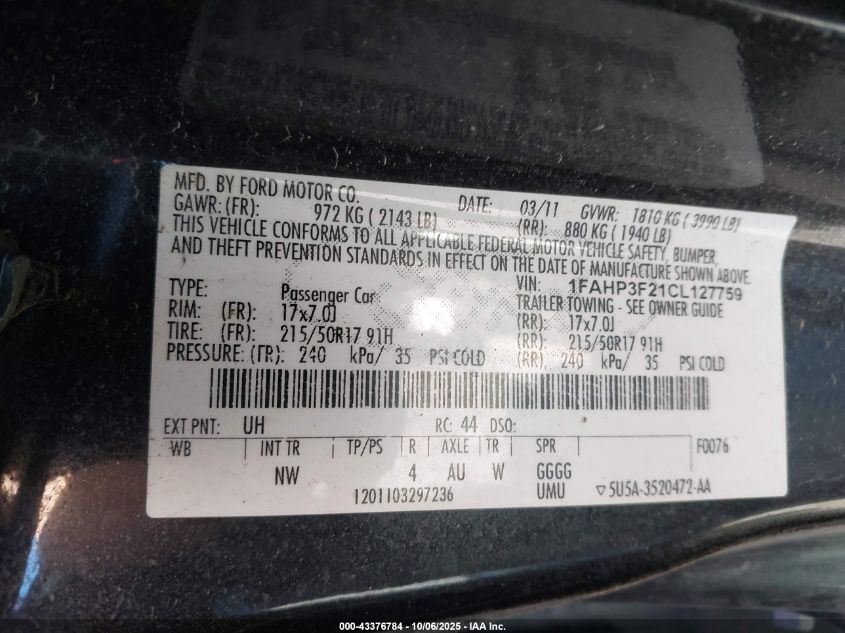 MFD. BY FORD MOTOR CO. DATE: 03/11 GVWR: 1810 KG ( 3990 LB)
GAWR: (FR): 972 KG ( 2143 LB) (RR): 880 KG ( 1940 LB)
THIS VEHICLE CONFORMS TO ALL APPLICABLE FEDERAL MOTOR VEHICLE SAFETY, BUMPER,
AND THEFT PREVENTION STANDARDS IN EFFECT ON THE DATE OF MANUFACTURE SHOWN ABOVE.
VIN: 1FAHP3F21CL127759
TYPE: Passenger Car TRAILER TOWING - SEE OWNER GUIDE
RIM: (FR): 17x7.0J (RR): 17x7.0J
TIRE: (FR): 215/50R17 91H (RR): 215/50R17 91H
PRESSURE: (FR): 240 kPa/ 35 PSI COLD (RR): 240 kPa/ 35 PSI COLD
EXT PNT: UH RC: 44 DSO:
WB INT TR TP/PS R AXLE TR SPR F0076
NW 4 AU W GGGG
1201103297236 UMU ▽5U5A-3520472-AA
000-43376784 | 10/06/2025 - IAA Inc.